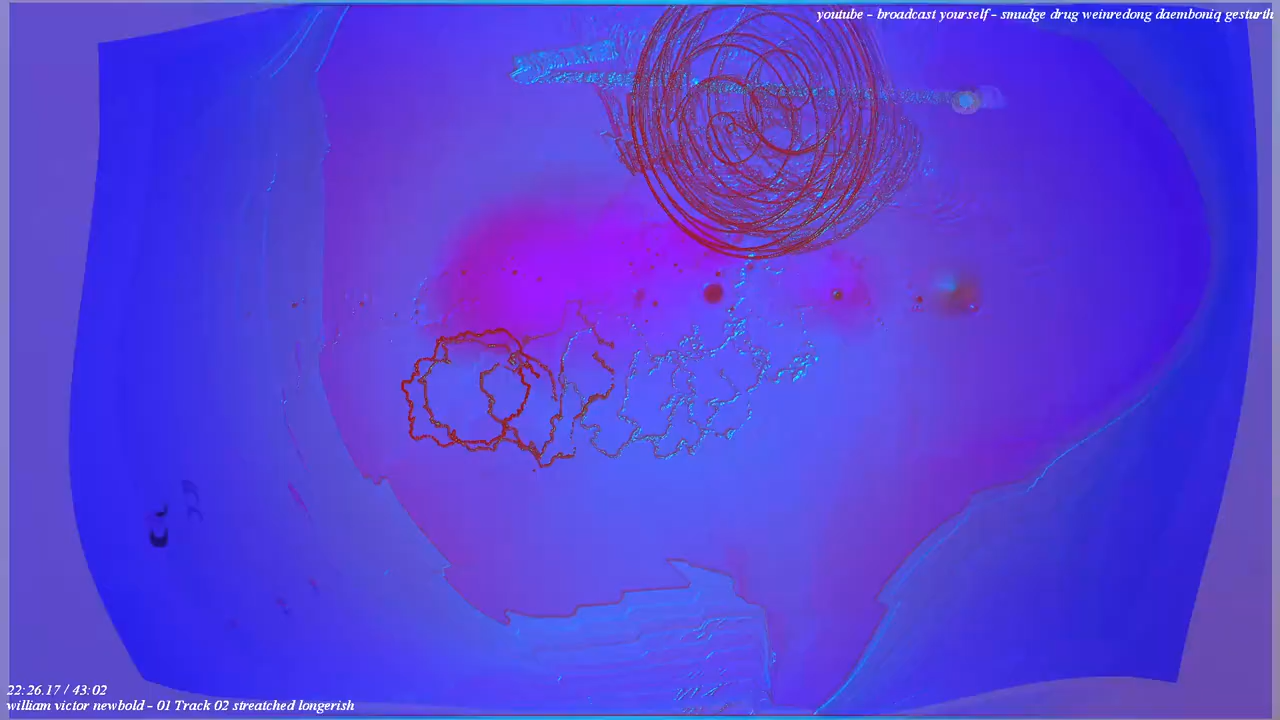 youtube - broadcast yourself - smudge drug weinredong daemboniq gesturth
22:26.17 / 43:02
william victor newbold - 01 Track 02 streatched longerish